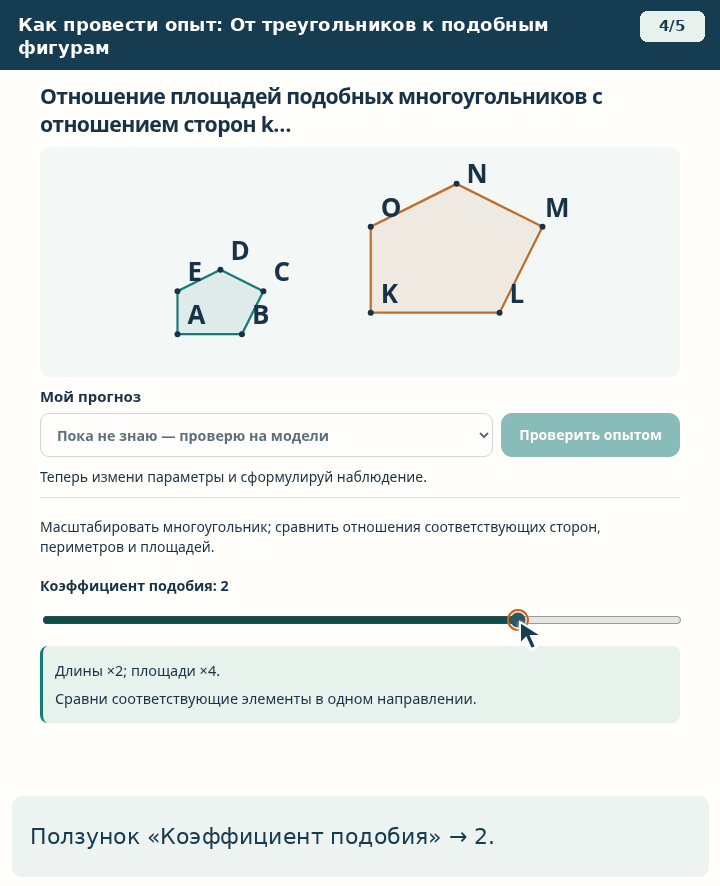 Как провести опыт: От треугольников к подобным
фигурам
4/5
Отношение площадей подобных многоугольников с
отношением сторон k...
N
O
M
D
E
C
K
L
A
B
Мой прогноз
Пока не знаю — проверю на модели
Проверить опытом
Теперь измени параметры и сформулируй наблюдение.
Масштабировать многоугольник; сравнить отношения соответствующих сторон,
периметров и площадей.
Коэффициент подобия: 2
Длины ×2; площади ×4.
Сравни соответствующие элементы в одном направлении.
Ползунок «Коэффициент подобия» → 2.